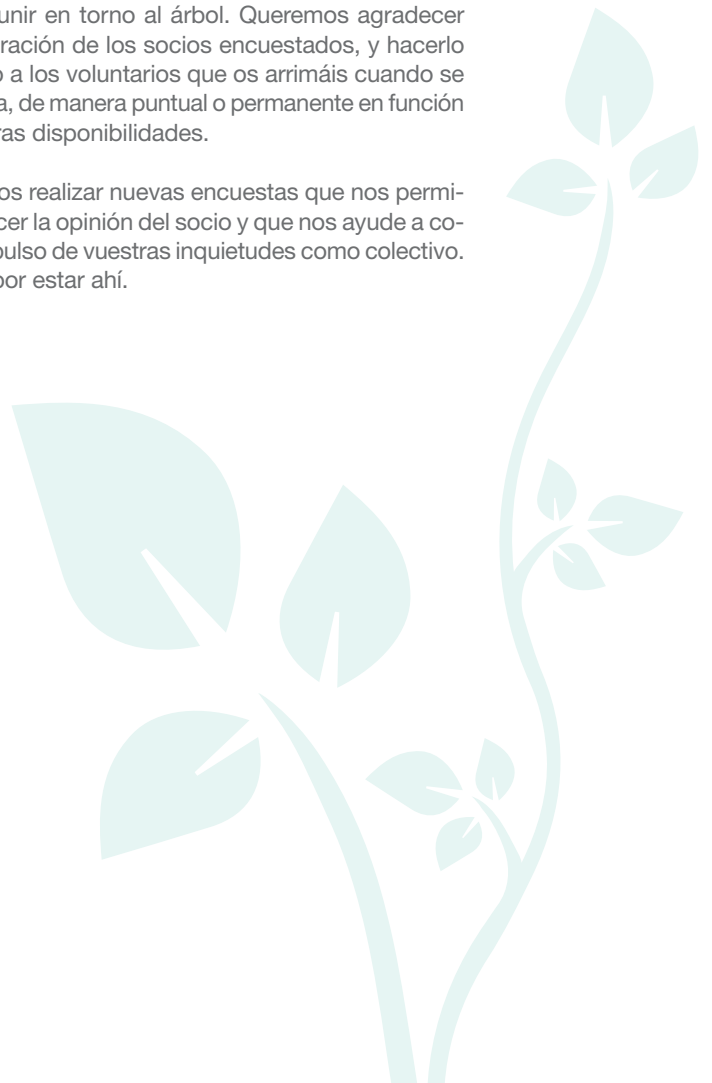 unir en torno al árbol. Queremos agradecer
ración de los socios encuestados, y hacerlo
o a los voluntarios que os arrimáis cuando se
a, de manera puntual o permanente en función
ras disponibilidades.
os realizar nuevas encuestas que nos permi-
cer la opinión del socio y que nos ayude a co-
pulso de vuestras inquietudes como colectivo.
por estar ahí.